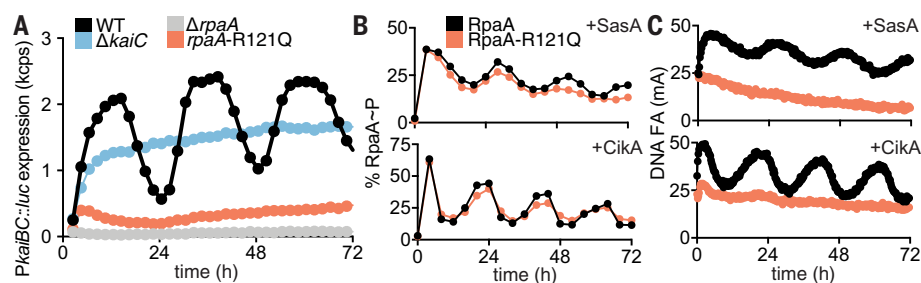 A
WT
ΔrpaA
ΔkaiC
rpaA-R121Q
PkaiBC::luc expression (kcps)
3
2
1
0
0 24 48 72
time (h)
B
RpaA
RpaA-R121Q
+SasA
% RpaA~P
50
25
0
+CikA
75
50
25
0
0 24 48 72
time (h)
C
+SasA
DNA FA (mA)
50
25
0
+CikA
50
25
0
0 24 48 72
time (h)